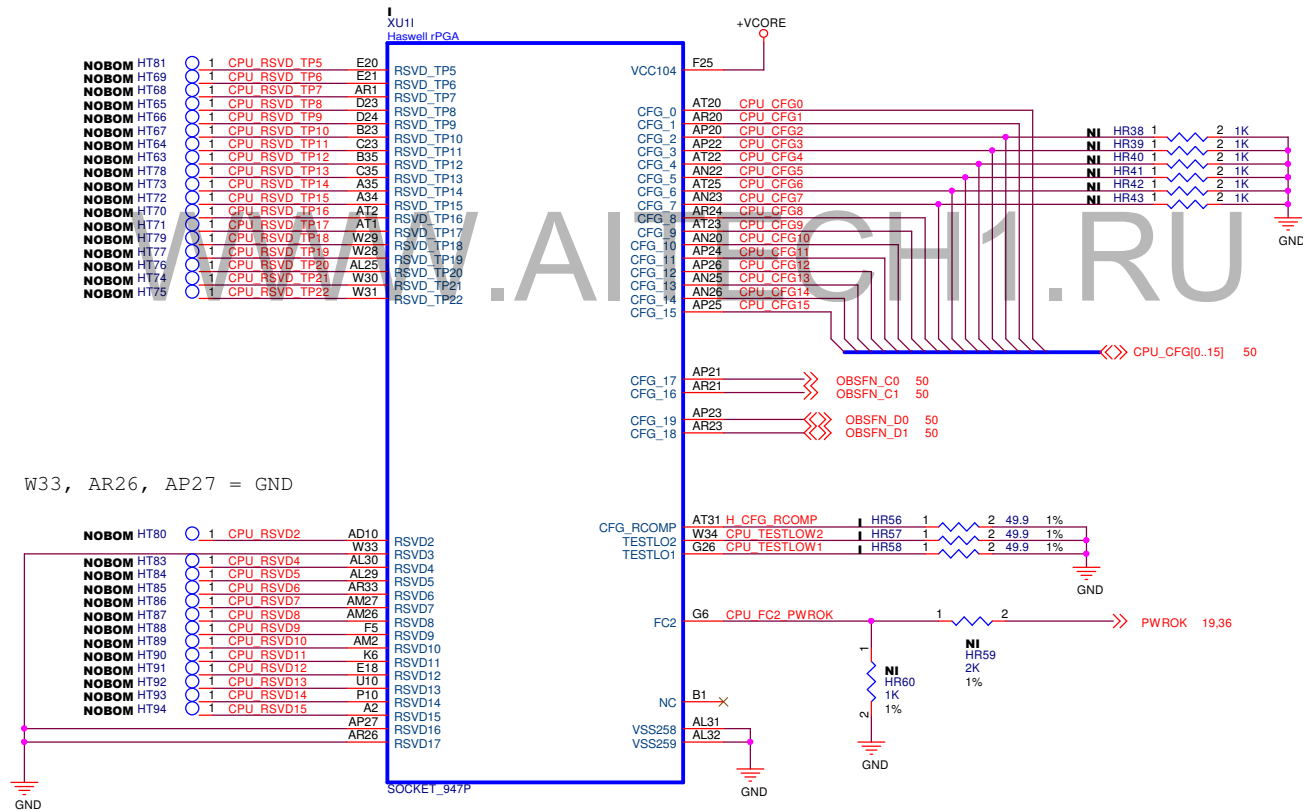 I
XU1I
Haswell rPGA
+VCORE
NOBOM HT81 1 CPU_RSVD_TP5 E20 RSVD_TP5
NOBOM HT69 1 CPU_RSVD_TP6 E21 RSVD_TP6
NOBOM HT68 1 CPU_RSVD_TP7 AR1 RSVD_TP7
NOBOM HT65 1 CPU_RSVD_TP8 D23 RSVD_TP8
NOBOM HT66 1 CPU_RSVD_TP9 D24 RSVD_TP9
NOBOM HT67 1 CPU_RSVD_TP10 B23 RSVD_TP10
NOBOM HT64 1 CPU_RSVD_TP11 C23 RSVD_TP11
NOBOM HT63 1 CPU_RSVD_TP12 B35 RSVD_TP12
NOBOM HT78 1 CPU_RSVD_TP13 C35 RSVD_TP13
NOBOM HT73 1 CPU_RSVD_TP14 A35 RSVD_TP14
NOBOM HT72 1 CPU_RSVD_TP15 A34 RSVD_TP15
NOBOM HT70 1 CPU_RSVD_TP16 AT2 RSVD_TP16
NOBOM HT71 1 CPU_RSVD_TP17 AT1 RSVD_TP17
NOBOM HT79 1 CPU_RSVD_TP18 W29 RSVD_TP18
NOBOM HT77 1 CPU_RSVD_TP19 W28 RSVD_TP19
NOBOM HT76 1 CPU_RSVD_TP20 AL25 RSVD_TP20
NOBOM HT74 1 CPU_RSVD_TP21 W30 RSVD_TP21
NOBOM HT75 1 CPU_RSVD_TP22 W31 RSVD_TP22
VCC104 F25
CFG_0 AT20 CPU_CFG0
CFG_1 AR20 CPU_CFG1
CFG_2 AP20 CPU_CFG2 NI HR38 1 2 1K
CFG_3 AP22 CPU_CFG3 NI HR39 1 2 1K
CFG_4 AT22 CPU_CFG4 NI HR40 1 2 1K
CFG_5 AN22 CPU_CFG5 NI HR41 1 2 1K
CFG_6 AT25 CPU_CFG6 NI HR42 1 2 1K
CFG_7 AN23 CPU_CFG7 NI HR43 1 2 1K
CFG_8 AR24 CPU_CFG8
CFG_9 AT23 CPU_CFG9
CFG_10 AN20 CPU_CFG10
CFG_11 AP24 CPU_CFG11
CFG_12 AP26 CPU_CFG12
CFG_13 AN25 CPU_CFG13
CFG_14 AN26 CPU_CFG14
CFG_15 AP25 CPU_CFG15
GND
WWW.AITECH1.RU
CPU_CFG[0..15] 50
CFG_17 AP21 OBSFN_C0 50
CFG_16 AR21 OBSFN_C1 50
CFG_19 AP23 OBSFN_D0 50
CFG_18 AR23 OBSFN_D1 50
W33, AR26, AP27 = GND
NOBOM HT80 1 CPU_RSVD2 AD10 RSVD2
W33 RSVD3
NOBOM HT83 1 CPU_RSVD4 AL30 RSVD4
NOBOM HT84 1 CPU_RSVD5 AL29 RSVD5
NOBOM HT85 1 CPU_RSVD6 AR33 RSVD6
NOBOM HT86 1 CPU_RSVD7 AM27 RSVD7
NOBOM HT87 1 CPU_RSVD8 AM26 RSVD8
NOBOM HT88 1 CPU_RSVD9 F5 RSVD9
NOBOM HT89 1 CPU_RSVD10 AM2 RSVD10
NOBOM HT90 1 CPU_RSVD11 K6 RSVD11
NOBOM HT91 1 CPU_RSVD12 E18 RSVD12
NOBOM HT92 1 CPU_RSVD13 U10 RSVD13
NOBOM HT93 1 CPU_RSVD14 P10 RSVD14
NOBOM HT94 1 CPU_RSVD15 A2 RSVD15
AP27 RSVD16
AR26 RSVD17
GND
CFG_RCOMP AT31 H_CFG_RCOMP I HR56 1 2 49.9 1%
TESTLO2 W34 CPU_TESTLOW2 I HR57 1 2 49.9 1%
TESTLO1 G26 CPU_TESTLOW1 I HR58 1 2 49.9 1%
GND
FC2 G6 CPU_FC2_PWROK 1 2 PWROK 19,36
NI
HR59
2K
1%
1
NI
HR60
1K
1%
2
GND
NC B1
VSS258 AL31
VSS259 AL32
GND
SOCKET_947P